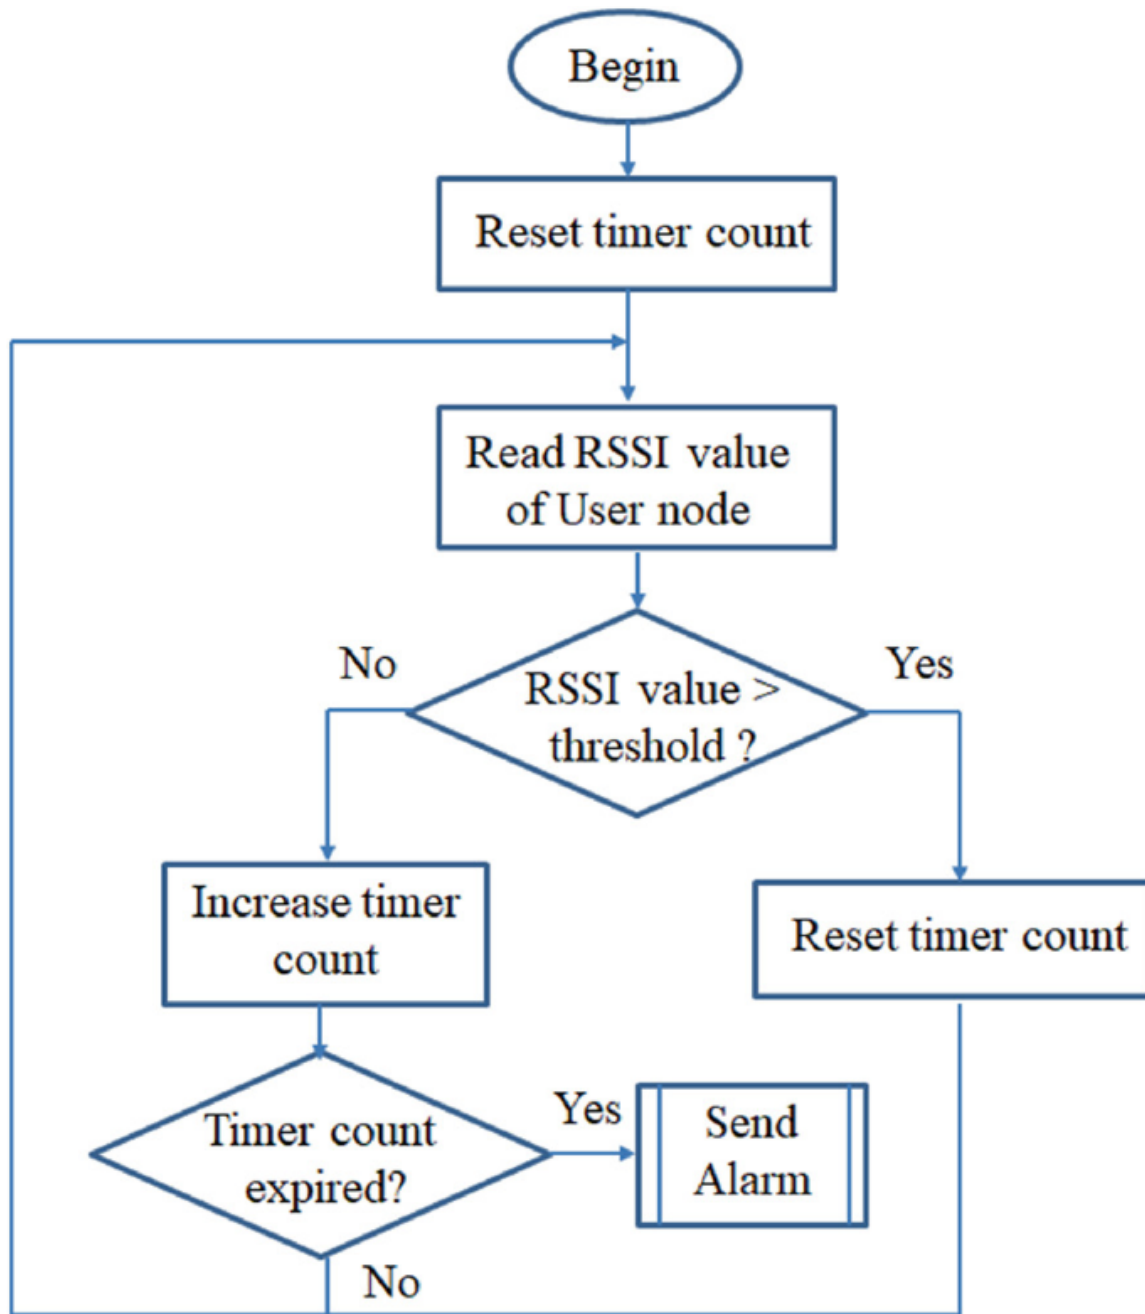 Begin
Reset timer count
Read RSSI value
of User node
No
Yes
RSSI value >
threshold ?
Increase timer
count
Reset timer count
Timer count
expired?
Yes
Send
Alarm
No